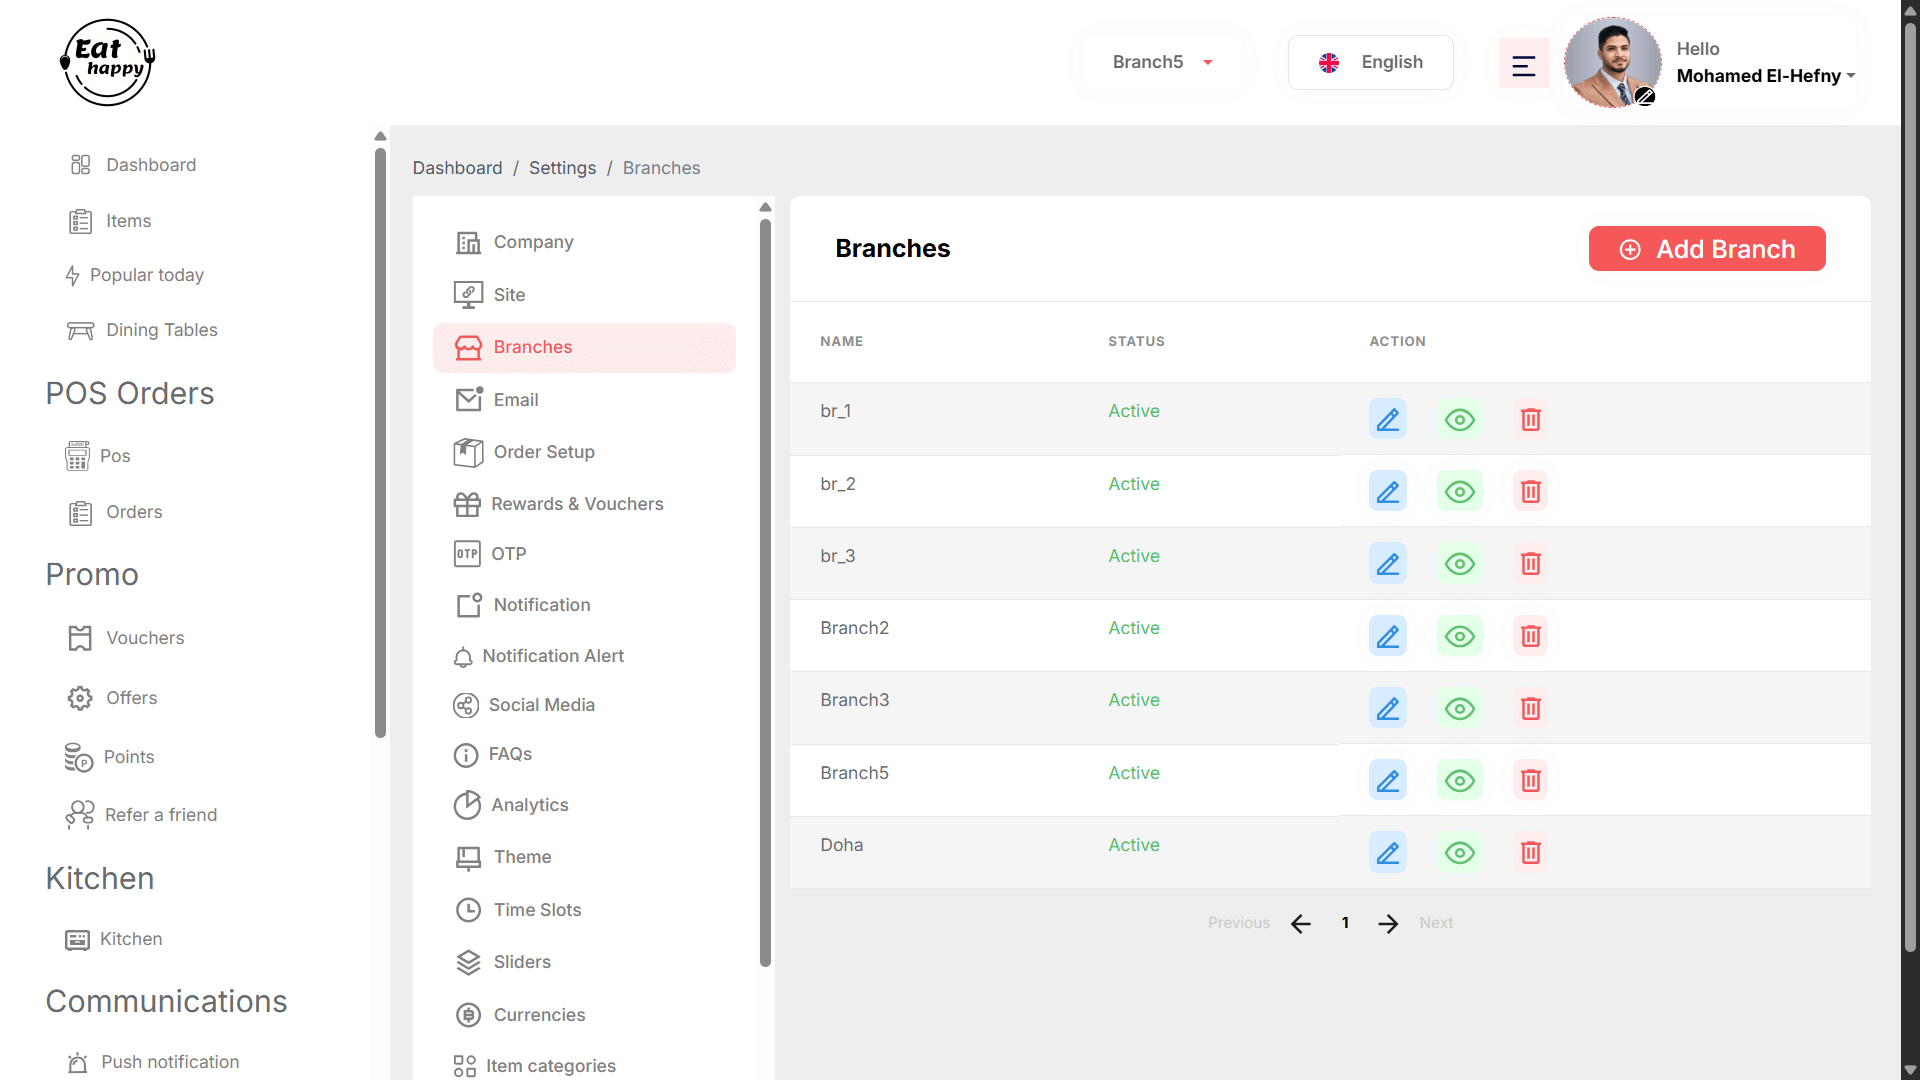 Eat
happy
Branch5
English
Hello
Mohamed El-Hefny
Dashboard
Items
Popular today
Dining Tables
POS Orders
Pos
Orders
Promo
Vouchers
Offers
Points
Refer a friend
Kitchen
Kitchen
Communications
Push notification
Dashboard / Settings / Branches
Company
Site
Branches
Email
Order Setup
Rewards & Vouchers
OTP OTP
Notification
Notification Alert
Social Media
FAQs
Analytics
Theme
Time Slots
Sliders
Currencies
Item categories
Branches
Add Branch
NAME STATUS ACTION
br_1 Active
br_2 Active
br_3 Active
Branch2 Active
Branch3 Active
Branch5 Active
Doha Active
Previous 1 Next